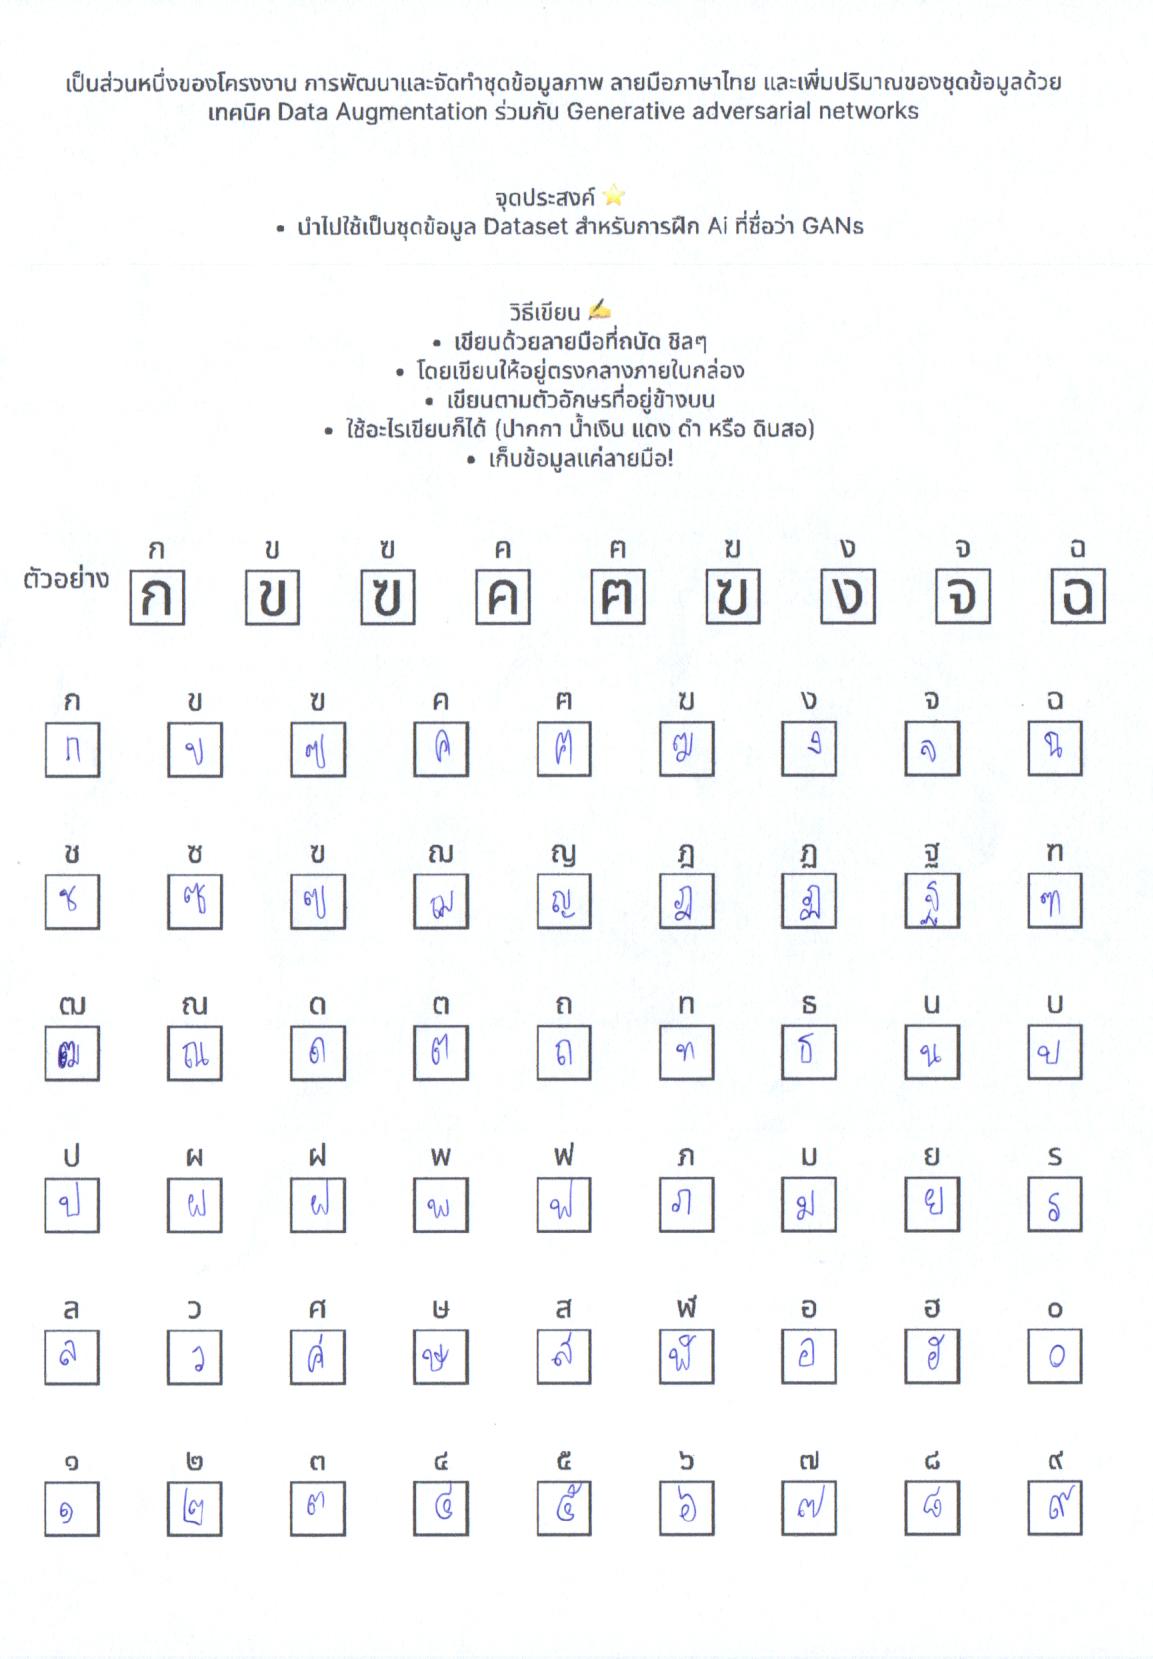 เป็นส่วนหนึ่งของโครงงาน การพัฒนาและจัดทำชุดข้อมูลภาพ ลายมือภาษาไทย และเพิ่มปริมาณของชุดข้อมูลด้วย
เทคนิค Data Augmentation ร่วมกับ Generative adversarial networks
จุดประสงค์ ⭐
• นำไปใช้เป็นชุดข้อมูล Dataset สำหรับการฝึก Ai ที่ชื่อว่า GANs
วิธีเขียน ✍
• เขียนด้วยลายมือที่ถนัด ชิลๆ
• โดยเขียนให้อยู่ตรงกลางภายในกล่อง
• เขียนตามตัวอักษรที่อยู่ข้างบน
• ใช้อะไรเขียนก็ได้ (ปากกา น้ำเงิน แดง ดำ หรือ ดินสอ)
• เก็บข้อมูลแค่ลายมือ!
ก ข ฃ ค ฅ ฆ ง จ ฉ
ตัวอย่าง ก ข ฃ ค ฅ ฆ ง จ ฉ
ก ข ฃ ค ฅ ฆ ง จ ฉ
ก ข ฃ ค ฅ ฆ ง จ ฉ
ช ซ ฃ ฌ ญ ฎ ฏ ฐ ฑ
ช ซ ฃ ฌ ญ ฎ ฏ ฐ ฑ
ฒ ณ ด ต ถ ท ธ น บ
ฒ ณ ด ต ถ ท ธ น บ
ป ผ ฝ พ ฟ ภ ม ย ร
ป ผ ฝ พ ฟ ภ ม ย ร
ล ว ศ ษ ส ฬ อ ฮ ๐
ล ว ศ ษ ส ฬ อ ฮ ๐
๑ ๒ ๓ ๔ ๕ ๖ ๗ ๘ ๙
๑ ๒ ๓ ๔ ๕ ๖ ๗ ๘ ๙